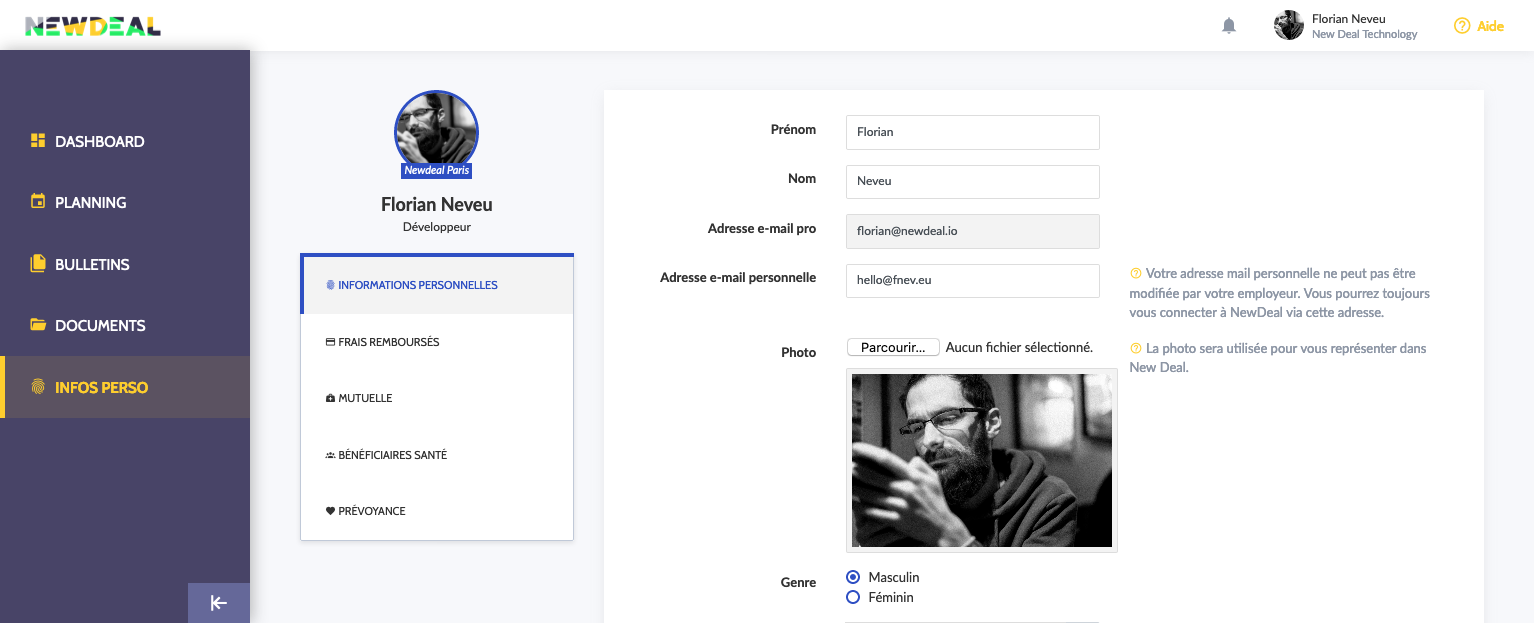 NEWDEAL
Florian Neveu
New Deal Technology
Aide
DASHBOARD
PLANNING
BULLETINS
DOCUMENTS
INFOS PERSO
Newdeal Paris
Florian Neveu
Développeur
INFORMATIONS PERSONNELLES
FRAIS REMBOURSÉS
MUTUELLE
BÉNÉFICIAIRES SANTÉ
PRÉVOYANCE
Prénom
Florian
Nom
Neveu
Adresse e-mail pro
florian@newdeal.io
Adresse e-mail personnelle
hello@fnev.eu
Votre adresse mail personnelle ne peut pas être
modifiée par votre employeur. Vous pourrez toujours
vous connecter à NewDeal via cette adresse.
Photo
Parcourir... Aucun fichier sélectionné.
La photo sera utilisée pour vous représenter dans
New Deal.
Genre
Masculin
Féminin